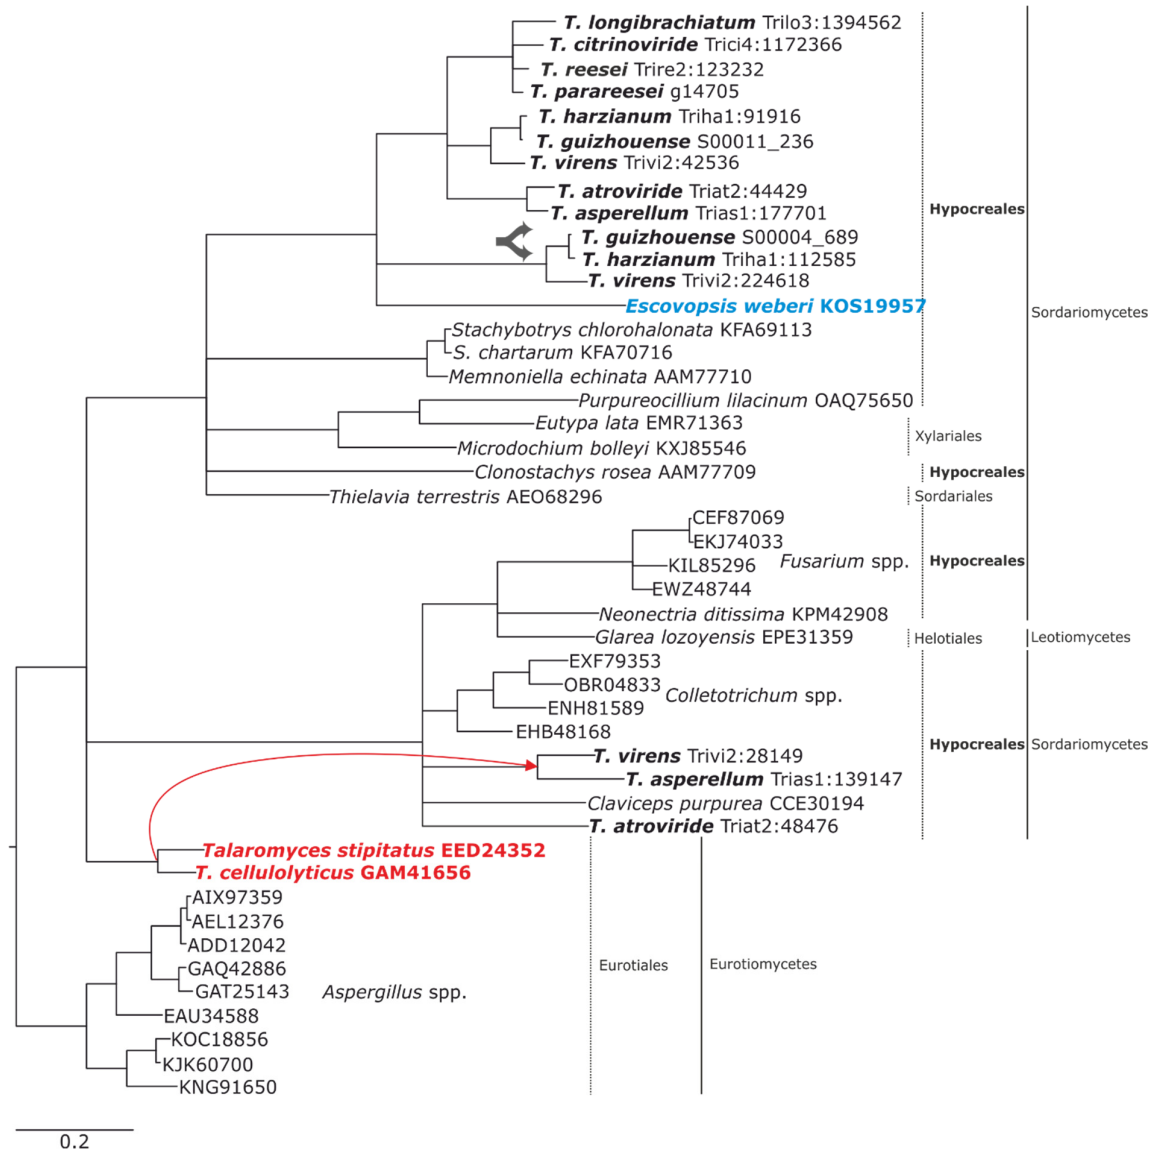 T. longibrachiatum Trilo3:1394562
T. citrinoviride Trici4:1172366
T. reesei Trire2:123232
T. parareesei g14705
T. harzianum Triha1:91916
T. guizhouense S00011_236
T. virens Trivi2:42536
T. atroviride Triat2:44429
T. asperellum Trias1:177701
Hypocreales
T. guizhouense S00004_689
T. harzianum Triha1:112585
T. virens Trivi2:224618
Escovopsis weberi KOS19957
Sordariomycetes
Stachybotrys chlorohalonata KFA69113
S. chartarum KFA70716
Memnoniella echinata AAM77710
Purpureocillium lilacinum OAQ75650
Eutypa lata EMR71363
Xylariales
Microdochium bolleyi KXJ85546
Clonostachys rosea AAM77709
Hypocreales
Thielavia terrestris AEO68296
Sordariales
CEF87069
EKJ74033
Fusarium spp.
Hypocreales
KIL85296
EWZ48744
Neonectria ditissima KPM42908
Glarea lozoyensis EPE31359
Helotiales
Leotiomycetes
EXF79353
OBR04833
Colletotrichum spp.
ENH81589
EHB48168
Hypocreales
Sordariomycetes
T. virens Trivi2:28149
T. asperellum Trias1:139147
Claviceps purpurea CCE30194
T. atroviride Triat2:48476
Talaromyces stipitatus EED24352
T. cellulolyticus GAM41656
AIX97359
AEL12376
ADD12042
GAQ42886
Eurotiales
Eurotiomycetes
GAT25143
Aspergillus spp.
EAU34588
KOC18856
KJK60700
KNG91650
0.2